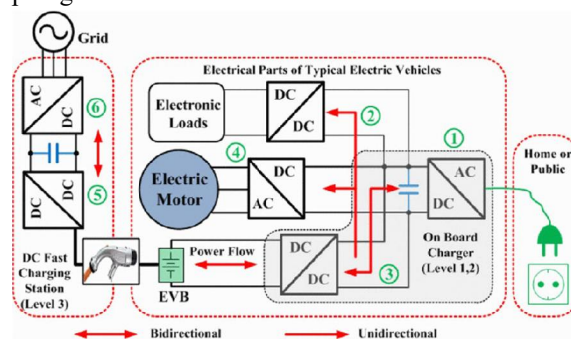 Grid
Electrical Parts of Typical Electric Vehicles
AC
DC
⑥
Electronic
Loads
DC
DC
②
①
Home or
Public
④
Electric
Motor
DC
AC
AC
DC
DC
DC
⑤
On Board
Charger
(Level 1,2)
DC Fast
Charging
Station
(Level 3)
Power Flow
EVB
DC
DC
③
Bidirectional
Unidirectional